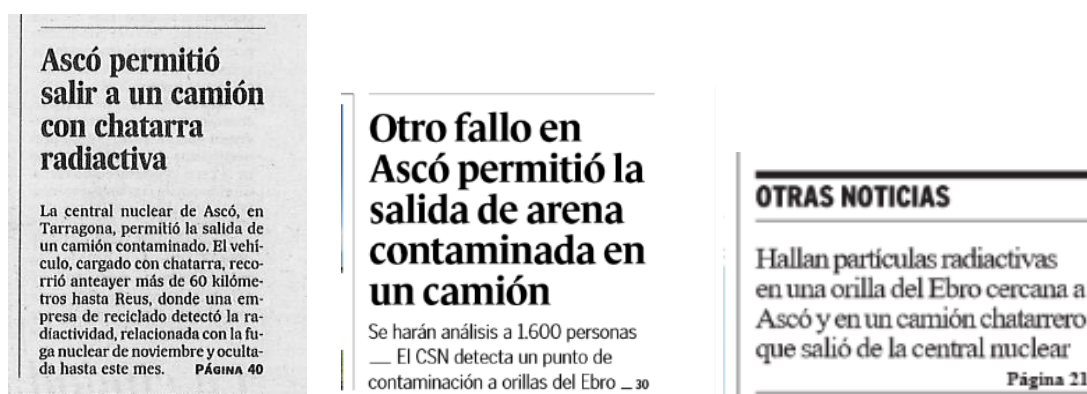 Ascó permitió
salir a un camión
con chatarra
radiactiva
La central nuclear de Ascó, en
Tarragona, permitió la salida de
un camión contaminado. El vehí-
culo, cargado con chatarra, reco-
rrió anteayer más de 60 kilóme-
tros hasta Reus, donde una em-
presa de reciclado detectó la ra-
diactividad, relacionada con la fu-
ga nuclear de noviembre y oculta-
da hasta este mes. PÁGINA 40
Otro fallo en
Ascó permitió la
salida de arena
contaminada en
un camión
Se harán análisis a 1.600 personas
__ El CSN detecta un punto de
contaminación a orillas del Ebro _ 30
OTRAS NOTICIAS
Hallan partículas radiactivas
en una orilla del Ebro cercana a
Ascó y en un camión chatarrero
que salió de la central nuclear
Página 21